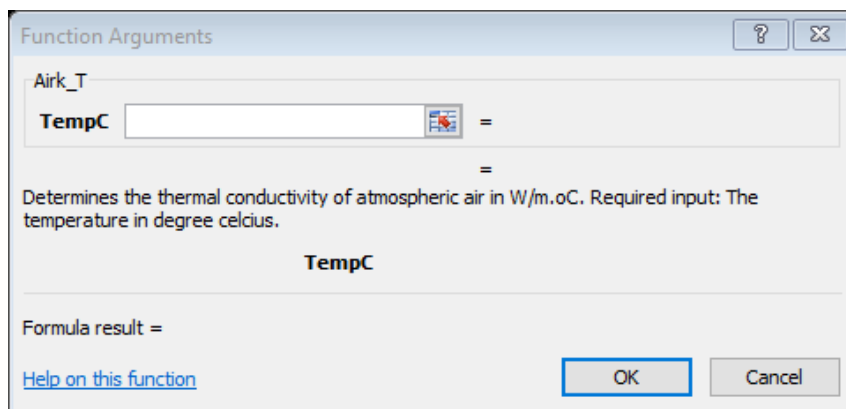 Function Arguments
Airk_T
TempC =
=
Determines the thermal conductivity of atmospheric air in W/m.oC. Required input: The
temperature in degree celcius.
TempC
Formula result =
Help on this function
OK Cancel